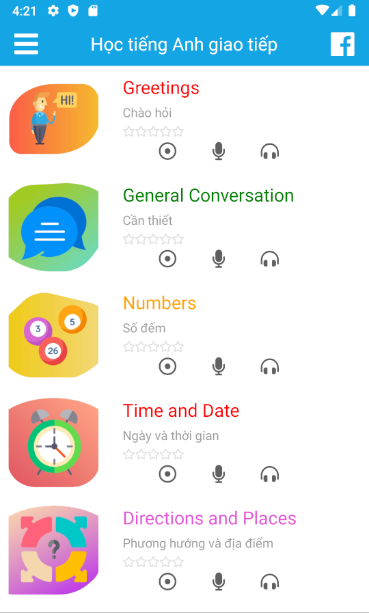 4:21
Học tiếng Anh giao tiếp
HI!
Greetings
Chào hỏi
General Conversation
Cần thiết
3
5
26
Numbers
Số đếm
Time and Date
Ngày và thời gian
?
Directions and Places
Phương hướng và địa điểm